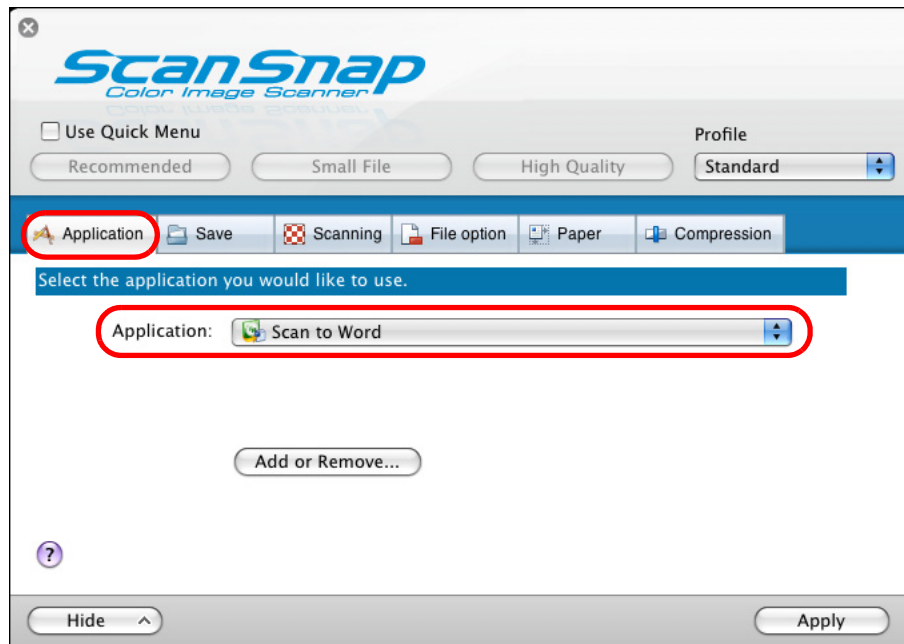 ScanSnap
Color Image Scanner
Use Quick Menu
Profile
Recommended Small File High Quality Standard
Application Save Scanning File option Paper Compression
Select the application you would like to use.
Application: Scan to Word
Add or Remove...
?
Hide Apply